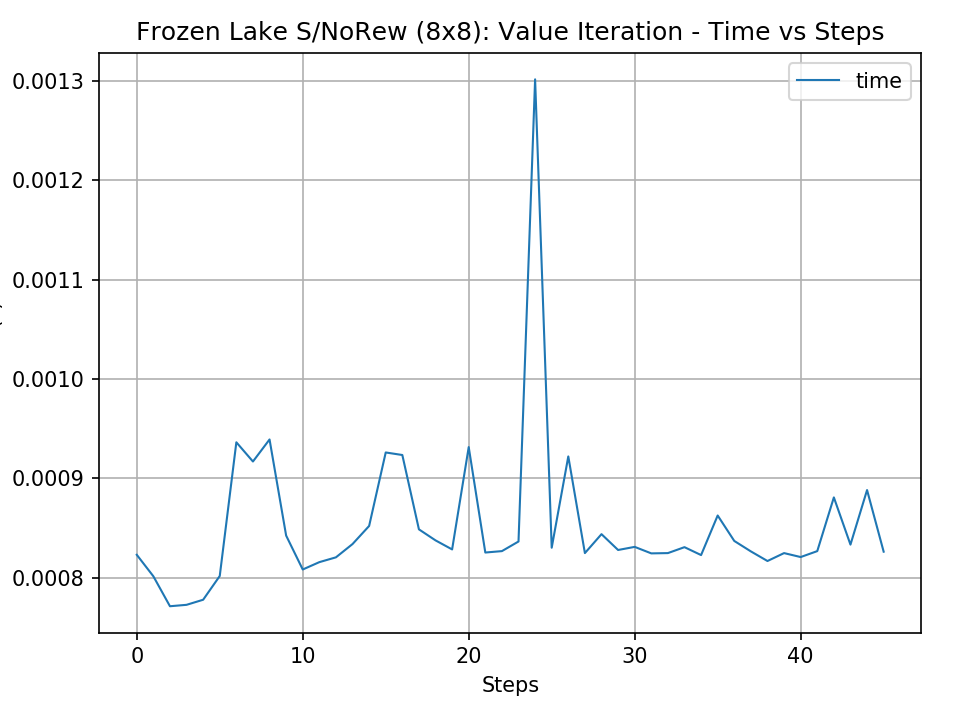 Frozen Lake S/NoRew (8x8): Value Iteration - Time vs Steps
time
0.0013
0.0012
0.0011
0.0010
0.0009
0.0008
0 10 20 30 40
Steps